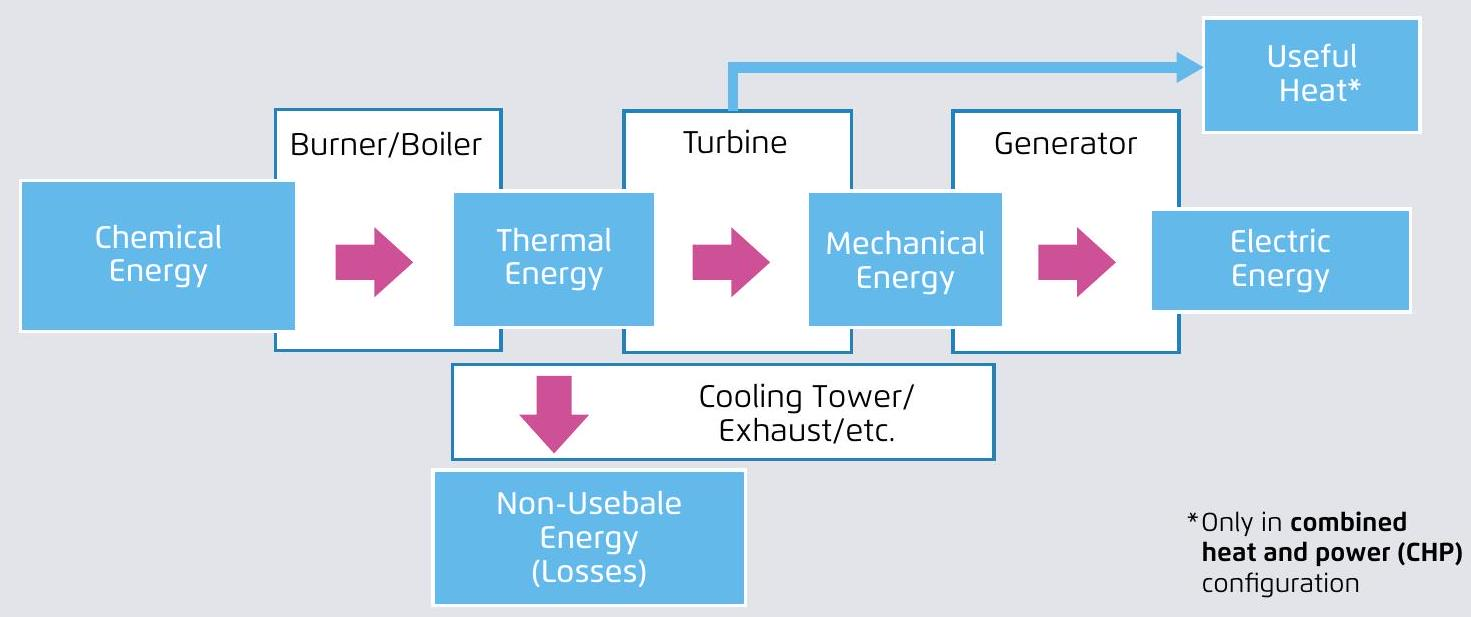 Useful
Heat*
Burner/Boiler
Turbine
Generator
Chemical
Energy
Thermal
Energy
Mechanical
Energy
Electric
Energy
Cooling Tower/
Exhaust/etc.
Non-Usebale
Energy
(Losses)
*Only in combined
heat and power (CHP)
configuration